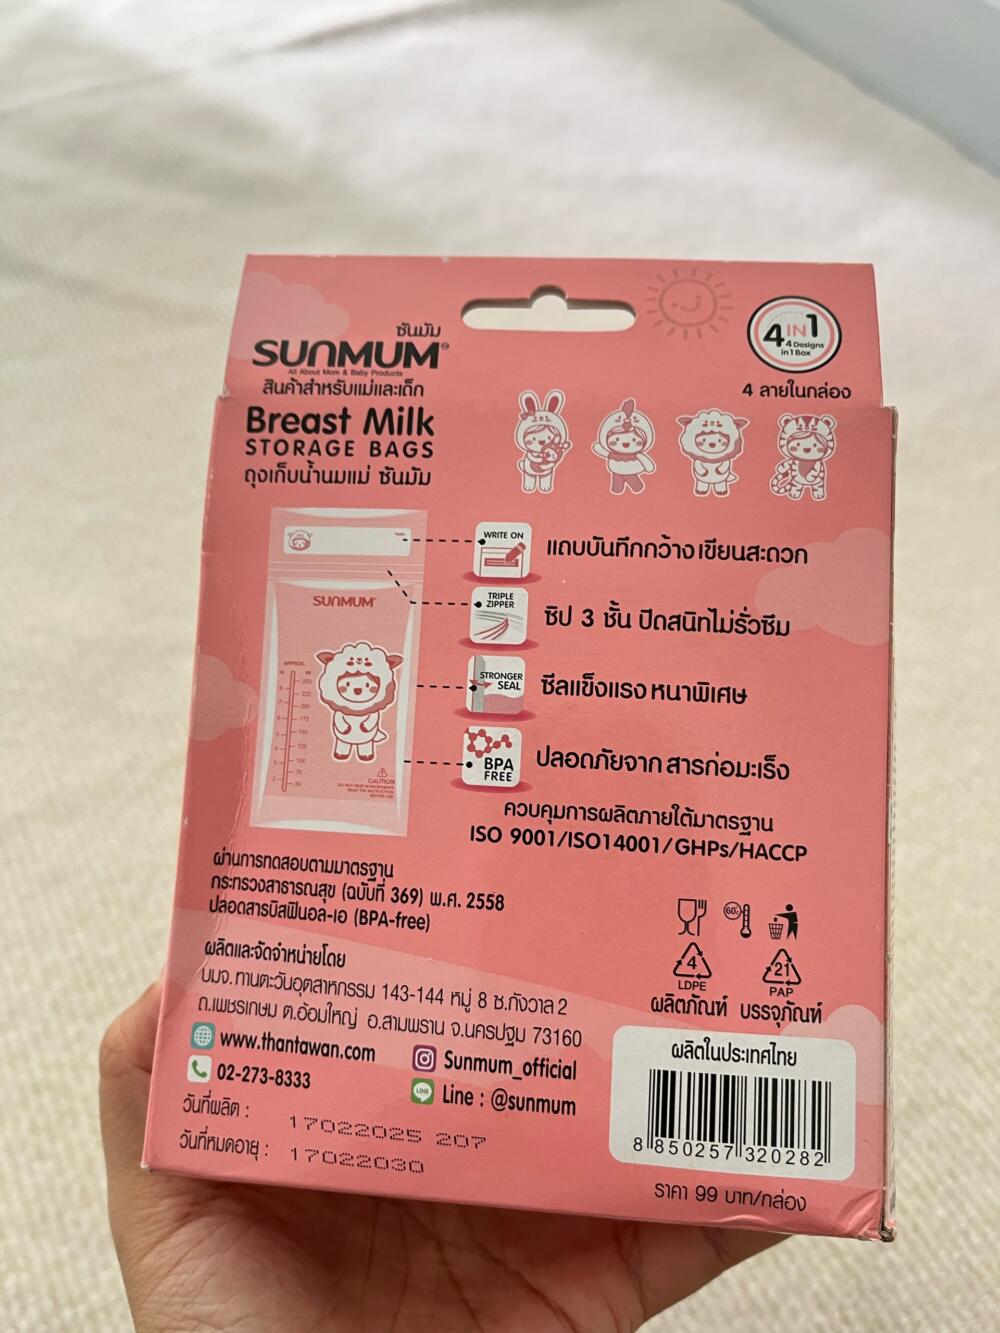 ซันมัม
SUNMUM
All About Mom & Baby Products
สินค้าสำหรับแม่และเด็ก
Breast Milk
STORAGE BAGS
ถุงเก็บน้ำนมแม่ ซันมัม
4 IN 1
4 Designs
in 1 Box
4 ลายในกล่อง
WRITE ON
แถบบันทึกกว้าง เขียนสะดวก
TRIPLE
ZIPPER
ซิป 3 ชั้น ปิดสนิทไม่รั่วซึม
SUNMUM
STRONGER
SEAL
ซีลแข็งแรง หนาพิเศษ
APPROX.
BPA
FREE
ปลอดภัยจาก สารก่อมะเร็ง
CAUTION
DO NOT HEAT IN MICROWAVE
READ THE INSTRUCTION
BEFORE USE
ควบคุมการผลิตภายใต้มาตรฐาน
ISO 9001/ISO14001/GHPs/HACCP
ผ่านการทดสอบตามมาตรฐาน
กระทรวงสาธารณสุข (ฉบับที่ 369) พ.ศ. 2558
ปลอดสารบิสฟีนอล-เอ (BPA-free)
60°C
4
LDPE
ผลิตภัณฑ์
21
PAP
บรรจุภัณฑ์
ผลิตและจัดจำหน่ายโดย
บมจ. ทานตะวันอุตสาหกรรม 143-144 หมู่ 8 ซ.กังวาล 2
ถ.เพชรเกษม ต.อ้อมใหญ่ อ.สามพราน จ.นครปฐม 73160
www.thantawan.com
Sunmum_official
02-273-8333
LINE
Line : @sunmum
วันที่ผลิต : 17022025 207
วันที่หมดอายุ : 17022030
ผลิตในประเทศไทย
8 850257 320282
ราคา 99 บาท/กล่อง